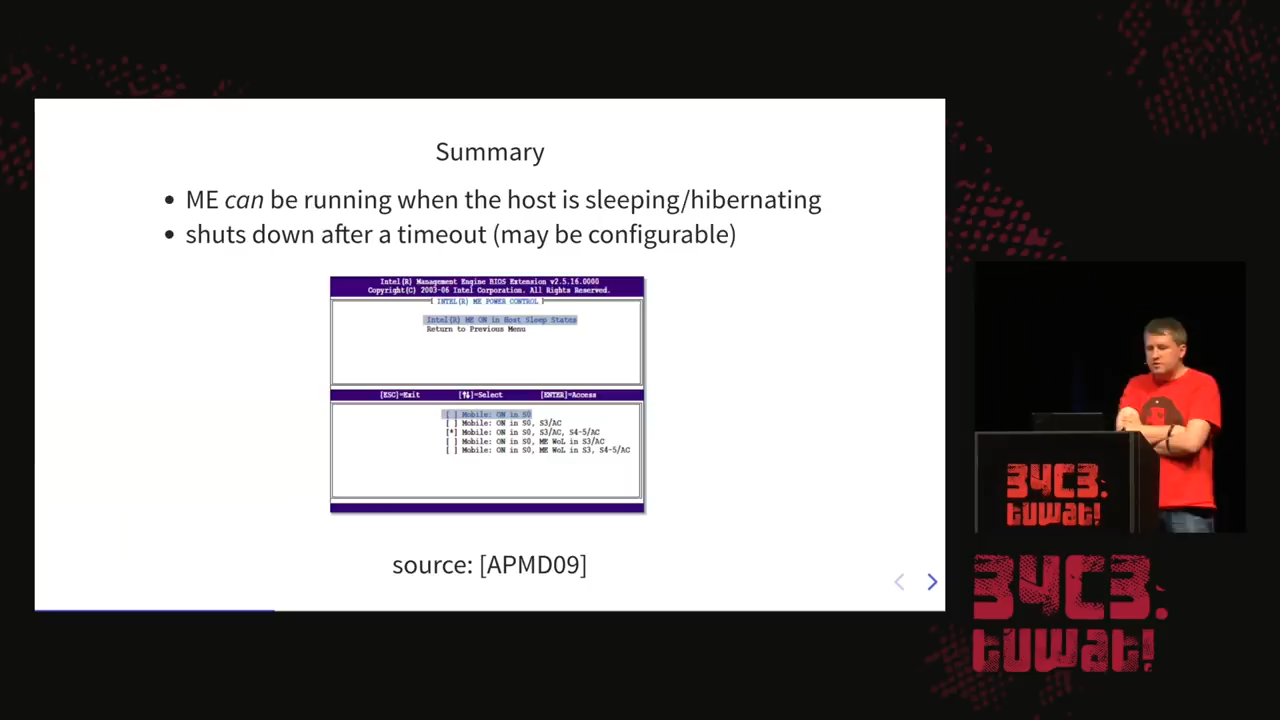 Summary
• ME can be running when the host is sleeping/hibernating
• shuts down after a timeout (may be configurable)
Intel(R) Management Engine BIOS Extension v2.5.16.0000
Copyright(C) 2003-06 Intel Corporation. All Rights Reserved.
[ INTEL(R) ME POWER CONTROL ]
Intel(R) ME ON in Host Sleep States
Return to Previous Menu
[ESC]=Exit [↑↓]=Select [ENTER]=Access
[ ] Mobile: ON in S0
[ ] Mobile: ON in S0, S3/AC
[*] Mobile: ON in S0, S3/AC, S4-5/AC
[ ] Mobile: ON in S0, ME WoL in S3/AC
[ ] Mobile: ON in S0, ME WoL in S3, S4-5/AC
source: [APMD09]
34C3.
tuwat!
34C3.
tuwat!